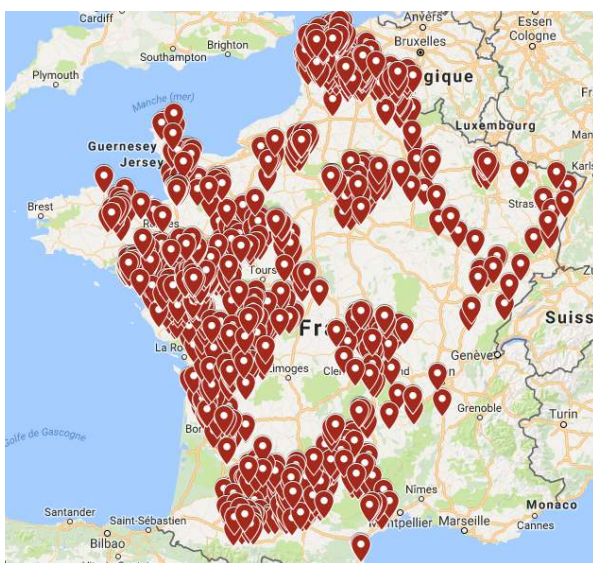 Cardiff
Anvers
Essen
Bruxelles
Cologne
Southampton
Brighton
Plymouth
gique
Manche (mer)
Luxembourg
Guernesey
Jersey
Brest
Stras
Tours
Fra
Suiss
La Ro
Genève
Limoges
Cler
nd
n
Grenoble
Turin
Bor
Golfe de Gascogne
Nîmes
Monaco
Santander
Saint-Sébastien
ntpellier
Marseille
Cannes
Bilbao